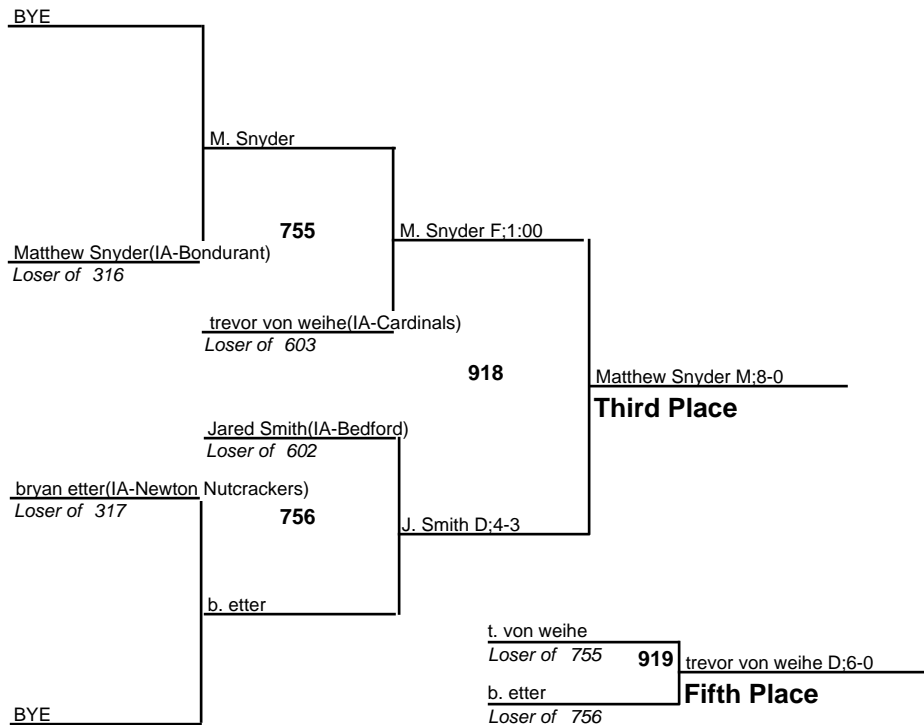 BYE
M. Snyder
755
M. Snyder F;1:00
Matthew Snyder(IA-Bondurant)
Loser of 316
trevor von weihe(IA-Cardinals)
Loser of 603
918
Matthew Snyder M;8-0
Third Place
Jared Smith(IA-Bedford)
Loser of 602
bryan etter(IA-Newton Nutcrackers)
Loser of 317
756
J. Smith D;4-3
b. etter
t. von weihe
Loser of 755
919
trevor von weihe D;6-0
Fifth Place
b. etter
Loser of 756
BYE